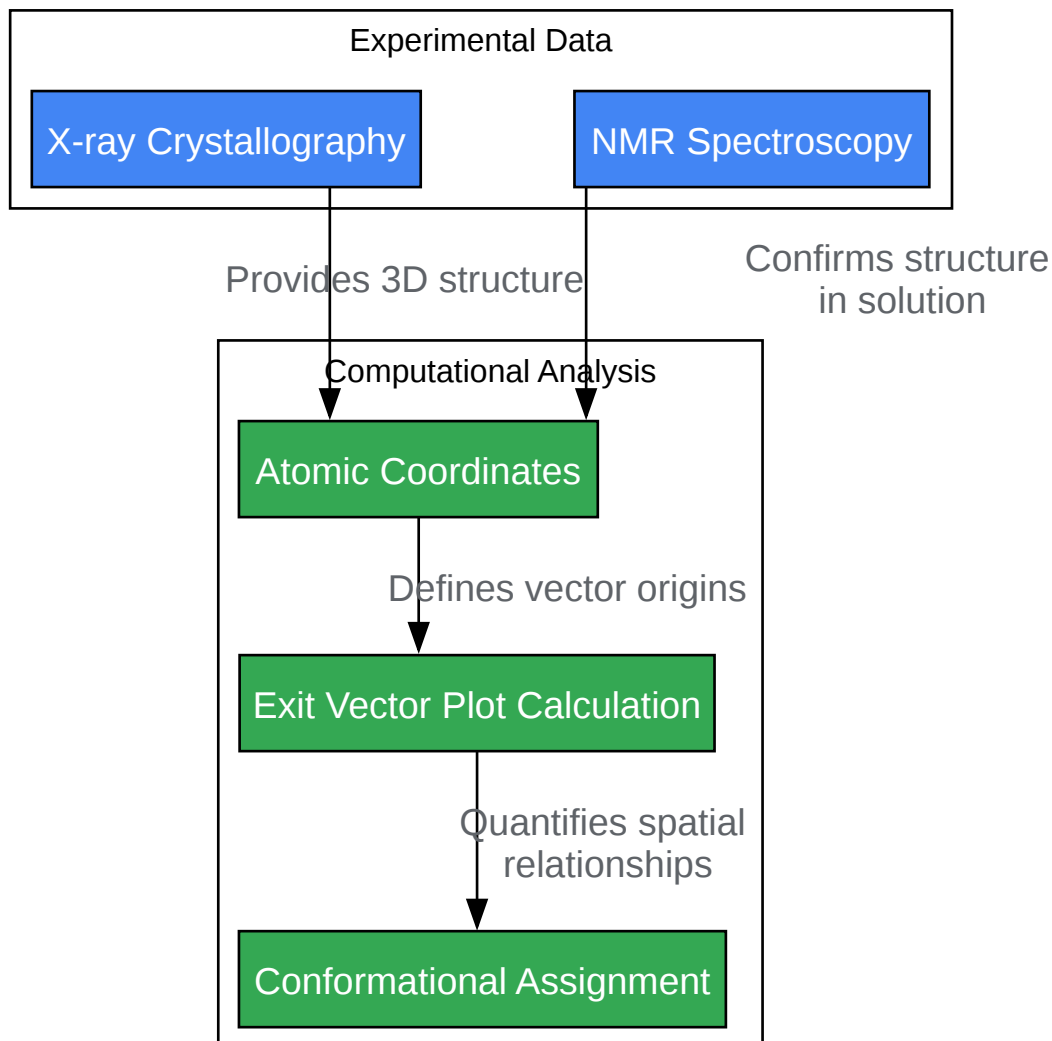 Experimental Data
X-ray Crystallography
NMR Spectroscopy
Provides 3D structure
Confirms structure
in solution
Computational Analysis
Atomic Coordinates
Defines vector origins
Exit Vector Plot Calculation
Quantifies spatial
relationships
Conformational Assignment